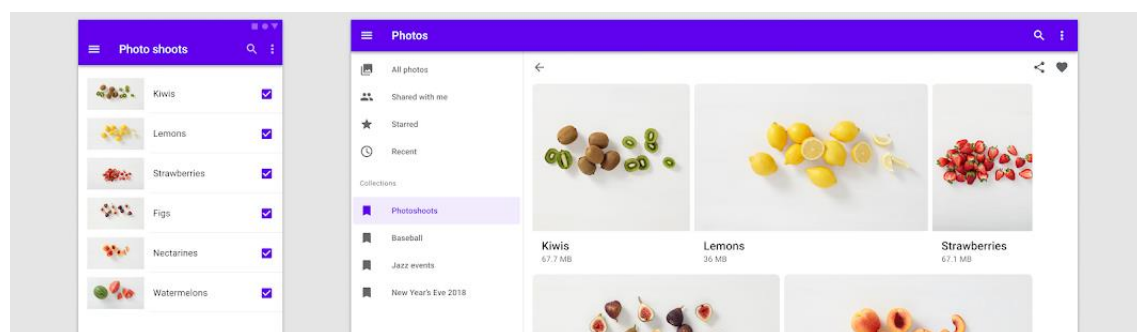 Photo shoots
Kiwis
Lemons
Strawberries
Figs
Nectarines
Watermelons
Photos
All photos
Shared with me
Starred
Recent
Collections
Photoshoots
Baseball
Jazz events
New Year's Eve 2018
Kiwis
67.7 MB
Lemons
36 MB
Strawberries
67.1 MB